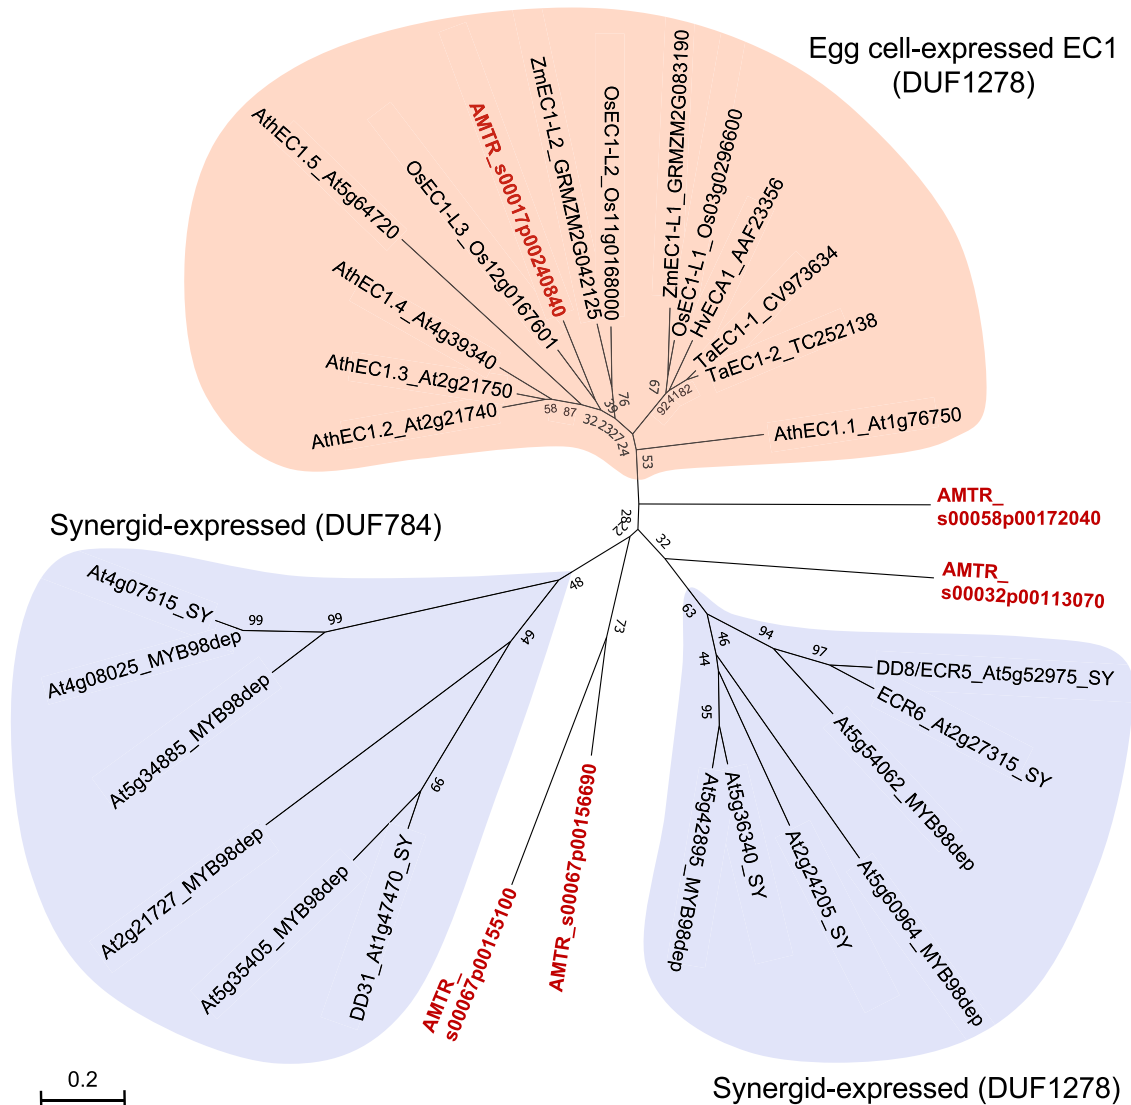 Egg cell-expressed EC1
(DUF1278)
AthEC1.5_At5g64720
OsEC1-L3_Os12g0167601
AMTR_s00017p00240840
ZmEC1-L2_GRMZM2G042125
OsEC1-L2_Os11g0168000
ZmEC1-L1_GRMZM2G083190
OsEC1-L1_Os03g0296600
HvECA1_AAF23356
TaEC1-1_CV973634
TaEC1-2_TC252138
AthEC1.4_At4g39340
AthEC1.3_At2g21750
AthEC1.2_At2g21740
AthEC1.1_At1g76750
58
87
32
23
27
24
39
76
67
92
41
82
53
AMTR_
s00058p00172040
AMTR_
s00032p00113070
28
22
32
Synergid-expressed (DUF784)
48
99
99
64
66
At4g07515_SY
At4g08025_MYB98dep
At5g34885_MYB98dep
At2g21727_MYB98dep
At5g35405_MYB98dep
DD31_At1g47470_SY
73
AMTR_
s00067p00155100
AMTR_s00067p00156690
63
94
97
46
44
95
DD8/ECR5_At5g52975_SY
ECR6_At2g27315_SY
At5g54062_MYB98dep
At5g60964_MYB98dep
At2g24205_SY
At5g36340_SY
At5g42895_MYB98dep
0.2
Synergid-expressed (DUF1278)